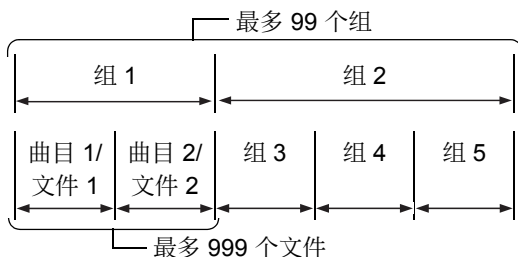 最多 99 个组
组 1 组 2
曲目 1/ 曲目 2/ 组 3 组 4 组 5
文件 1 文件 2
最多 999 个文件